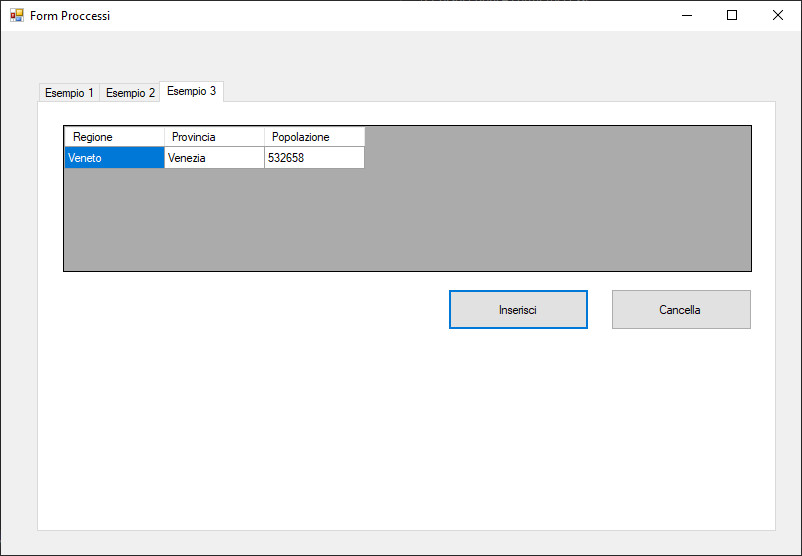 Form Proccessi
Esempio 1 Esempio 2 Esempio 3
Regione Provincia Popolazione
Veneto Venezia 532658
Inserisci Cancella